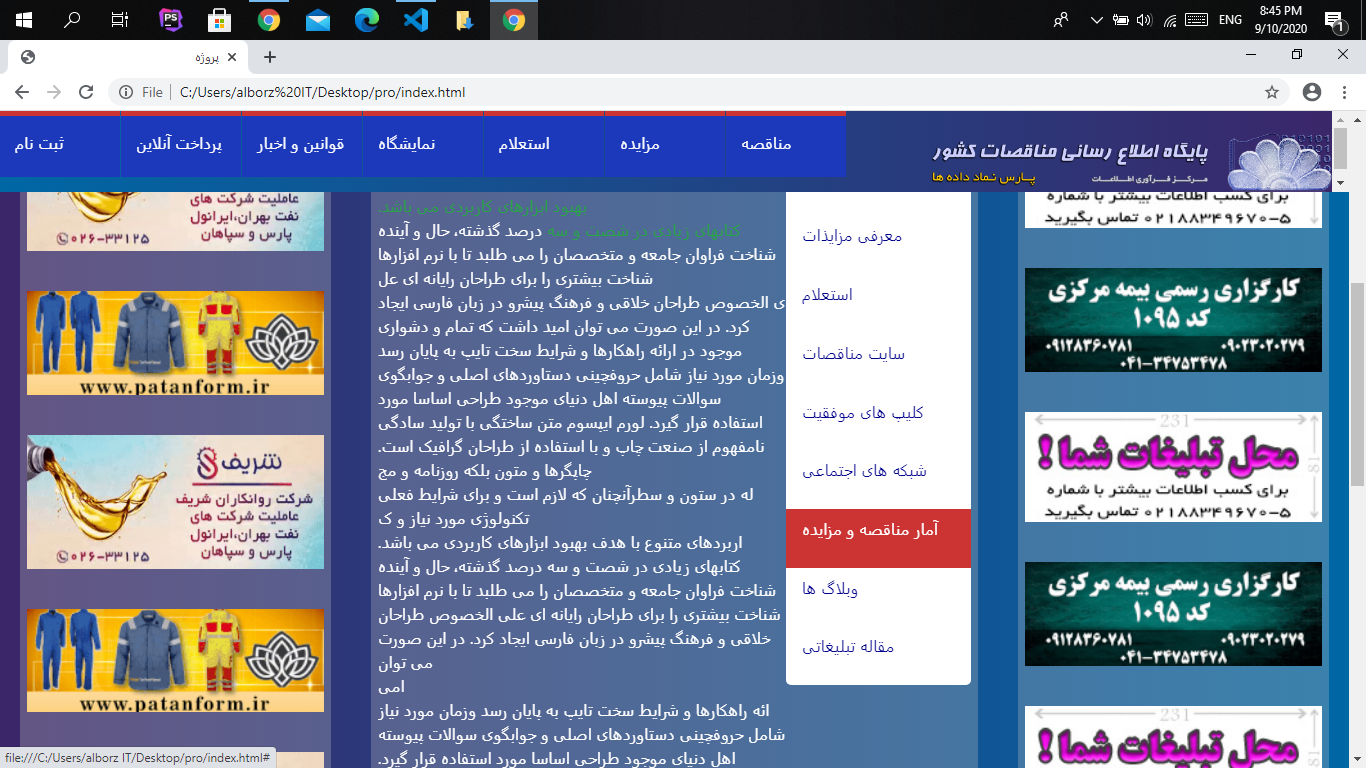 ENG
8:45 PM
9/10/2020
1
پروژه
File
C:/Users/alborz%20IT/Desktop/pro/index.html
پایگاه اطلاع رسانی مناقصات کشور
مرکز فرآوری اطلاعات
پارس نماد داده ها
مناقصه
مزایده
استعلام
نمایشگاه
قوانین و اخبار
پرداخت آنلاین
ثبت نام
برای کسب اطلاعات بیشتر با شماره
۰۲۱۸۸۳۴۹۶۷۰-۵ تماس بگیرید
کارگزاری رسمی بیمه مرکزی
کد ۱۰۹۵
۰۹۱۲۸۳۶۰۷۸۱
۰۹۰۲۳۰۲۰۲۷۹
۰۴۱-۳۴۷۵۳۴۷۸
231
81
محل تبلیغات شما!
برای کسب اطلاعات بیشتر با شماره
۰۲۱۸۸۳۴۹۶۷۰-۵ تماس بگیرید
کارگزاری رسمی بیمه مرکزی
کد ۱۰۹۵
۰۹۱۲۸۳۶۰۷۸۱
۰۹۰۲۳۰۲۰۲۷۹
۰۴۱-۳۴۷۵۳۴۷۸
231
محل تبلیغات شما!
معرفی مزایدات
استعلام
سایت مناقصات
کلیپ های موفقیت
شبکه های اجتماعی
آمار مناقصه و مزایده
وبلاگ ها
مقاله تبلیغاتی
بهبود ابزارهای کاربردی می باشد.
کتابهای زیادی در شصت و سه درصد گذشته، حال و آینده
شناخت فراوان جامعه و متخصصان را می طلبد تا با نرم افزارها
شناخت بیشتری را برای طراحان رایانه ای عل
ی الخصوص طراحان خلاقی و فرهنگ پیشرو در زبان فارسی ایجاد
کرد. در این صورت می توان امید داشت که تمام و دشواری
موجود در ارائه راهکارها و شرایط سخت تایپ به پایان رسد
وزمان مورد نیاز شامل حروفچینی دستاوردهای اصلی و جوابگوی
سوالات پیوسته اهل دنیای موجود طراحی اساسا مورد
استفاده قرار گیرد. لورم ایپسوم متن ساختگی با تولید سادگی
نامفهوم از صنعت چاپ و با استفاده از طراحان گرافیک است.
چاپگرها و متون بلکه روزنامه و مج
له در ستون و سطرآنچنان که لازم است و برای شرایط فعلی
تکنولوژی مورد نیاز و ک
اربردهای متنوع با هدف بهبود ابزارهای کاربردی می باشد.
کتابهای زیادی در شصت و سه درصد گذشته، حال و آینده
شناخت فراوان جامعه و متخصصان را می طلبد تا با نرم افزارها
شناخت بیشتری را برای طراحان رایانه ای علی الخصوص طراحان
خلاقی و فرهنگ پیشرو در زبان فارسی ایجاد کرد. در این صورت
می توان
امی
ائه راهکارها و شرایط سخت تایپ به پایان رسد وزمان مورد نیاز
شامل حروفچینی دستاوردهای اصلی و جوابگوی سوالات پیوسته
اهل دنیای موجود طراحی اساسا مورد استفاده قرار گیرد.
عاملیت شرکت های
نفت بهران،ایرانول
پارس و سپاهان
۰۲۶-۳۳۱۲۵
www.patanform.ir
شریف
شرکت روانکاران شریف
عاملیت شرکت های
نفت بهران،ایرانول
پارس و سپاهان
۰۲۶-۳۳۱۲۵
www.patanform.ir
file:///C:/Users/alborz IT/Desktop/pro/index.html#